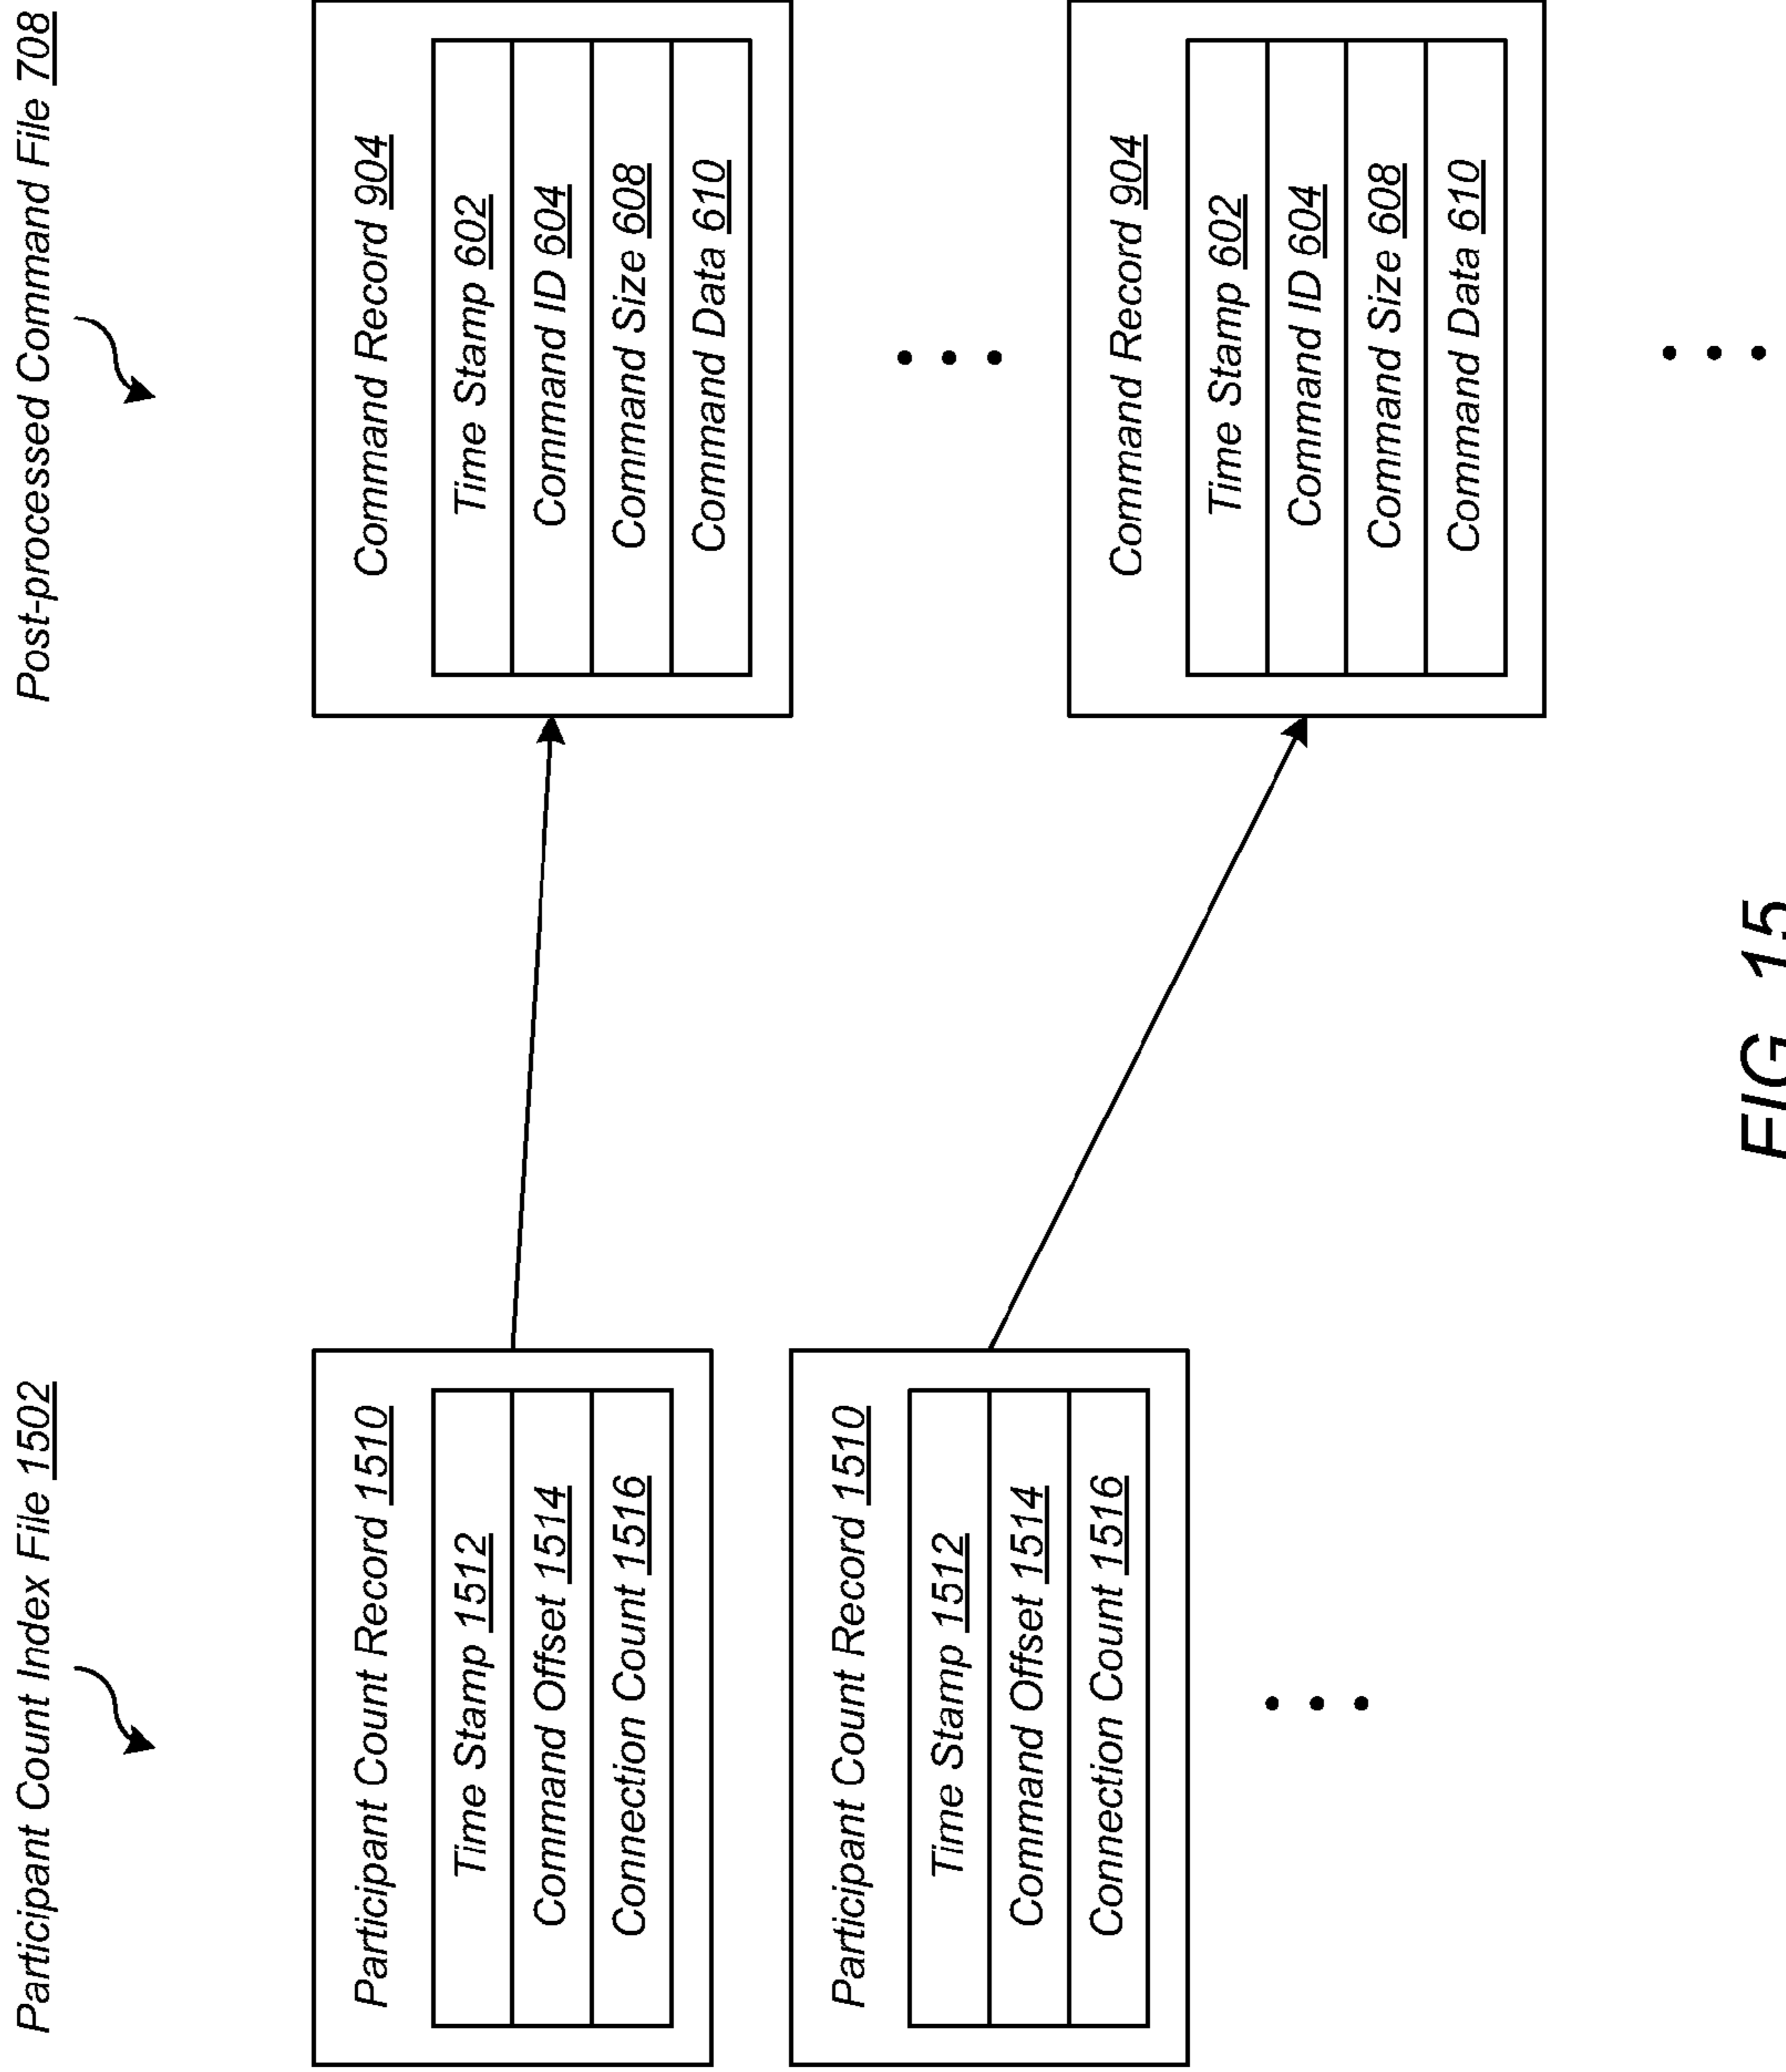 Participant Count Index File 1502
Participant Count Record 1510
Time Stamp 1512
Command Offset 1514
Connection Count 1516
Participant Count Record 1510
Time Stamp 1512
Command Offset 1514
Connection Count 1516
Post-processed Command File 708
Command Record 904
Time Stamp 602
Command ID 604
Command Size 608
Command Data 610
Command Record 904
Time Stamp 602
Command ID 604
Command Size 608
Command Data 610
FIG. 15